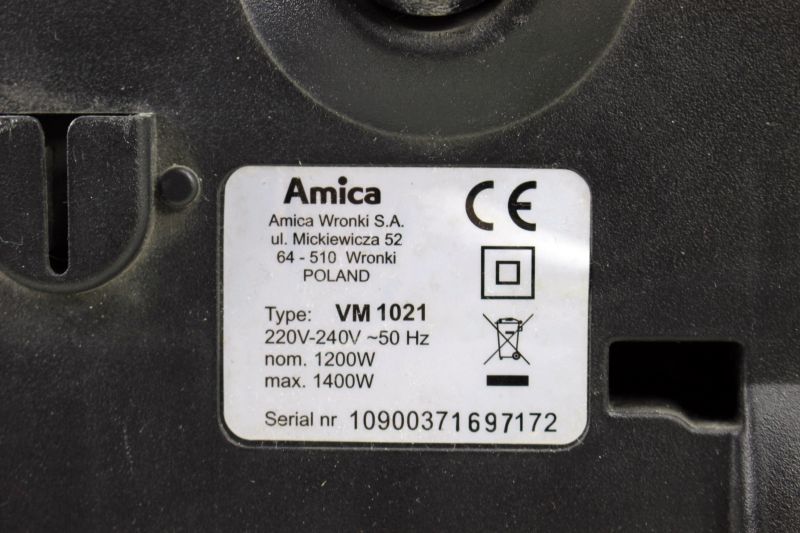 Amica
Amica Wronki S.A.
ul. Mickiewicza 52
64 - 510 Wronki
POLAND
CE
Type: VM 1021
220V-240V ~50 Hz
nom. 1200W
max. 1400W
Serial nr 10900371697172